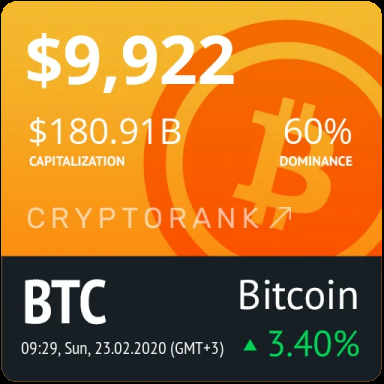 $9,922
$180.91B 60%
CAPITALIZATION DOMINANCE
CRYPTORANK
BTC Bitcoin
09:29, Sun, 23.02.2020 (GMT+3) ▲ 3.40%